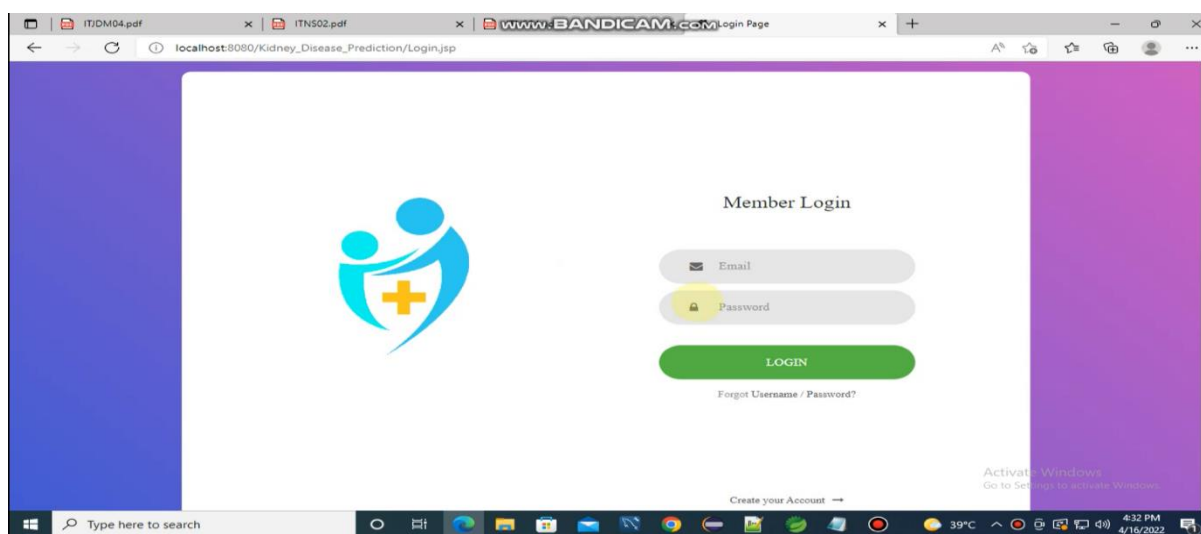 ITJDM04.pdf
ITNS02.pdf
WWW.BANDICAM.COM
Login Page
localhost:8080/Kidney_Disease_Prediction/Login.jsp
Member Login
Email
Password
LOGIN
Forgot Username / Password?
Create your Account →
Activate Windows
Go to Settings to activate Windows.
Type here to search
39°C
4:32 PM
4/16/2022